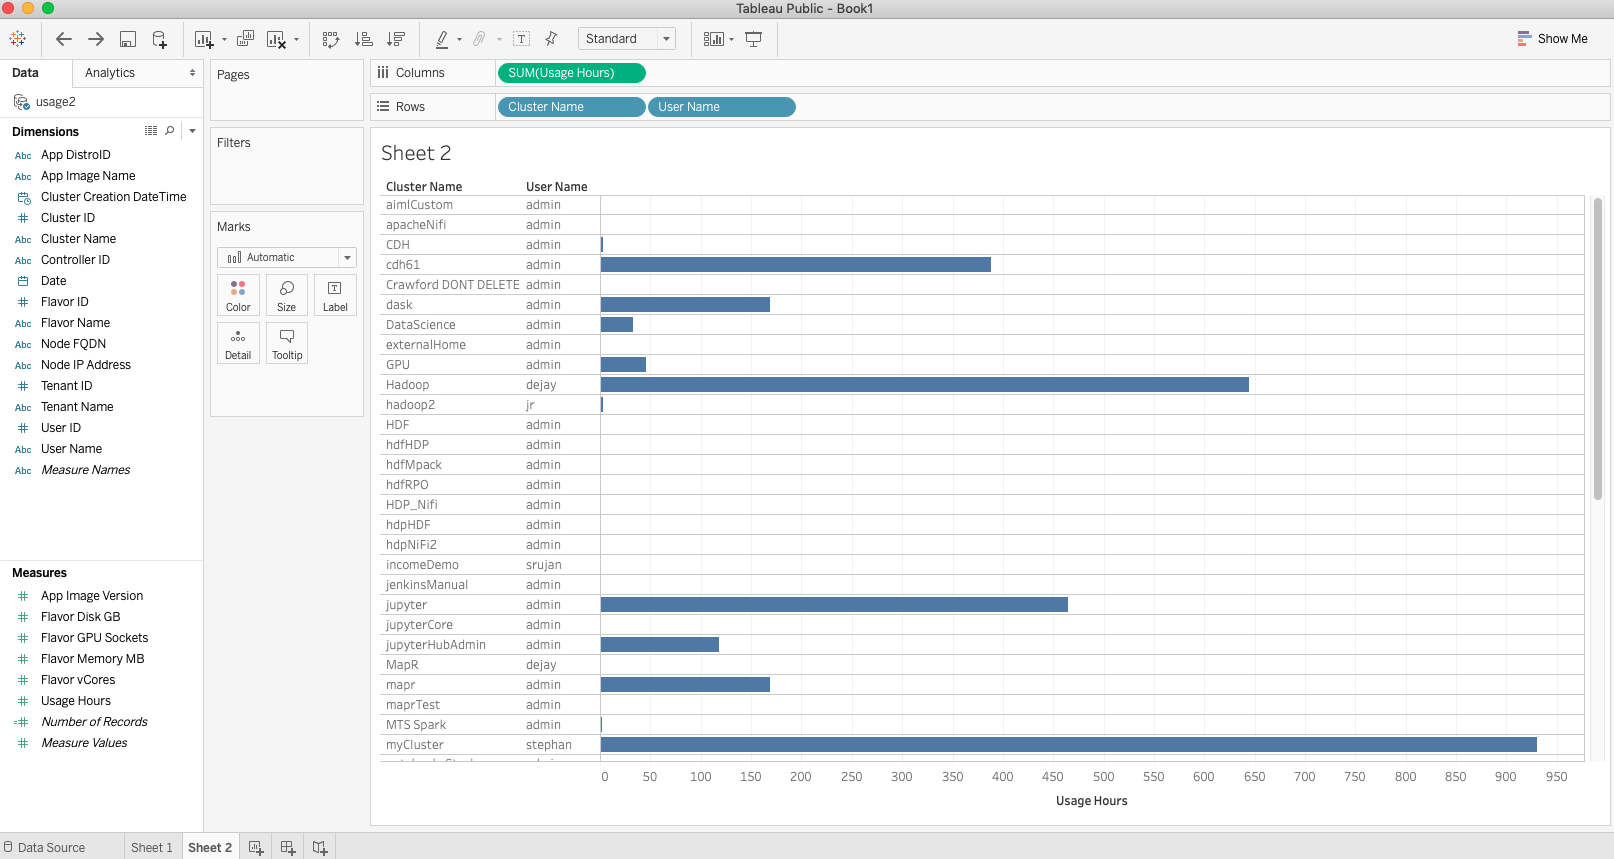 Tableau Public - Book1
Standard
Show Me
Data
Analytics
usage2
Dimensions
Abc App DistroID
Abc App Image Name
Cluster Creation DateTime
Cluster ID
Abc Cluster Name
Abc Controller ID
Date
Flavor ID
Abc Flavor Name
Abc Node FQDN
Abc Node IP Address
Tenant ID
Abc Tenant Name
User ID
Abc User Name
Abc Measure Names
Measures
App Image Version
Flavor Disk GB
Flavor GPU Sockets
Flavor Memory MB
Flavor vCores
Usage Hours
Number of Records
Measure Values
Pages
Filters
Marks
Automatic
Color Size Label
Detail Tooltip
Columns SUM(Usage Hours)
Rows Cluster Name User Name
Sheet 2
Cluster Name User Name
aimlCustom admin
apacheNifi admin
CDH admin
cdh61 admin
Crawford DONT DELETE admin
dask admin
DataScience admin
externalHome admin
GPU admin
Hadoop dejay
hadoop2 jr
HDF admin
hdfHDP admin
hdfMpack admin
hdfRPO admin
HDP_Nifi admin
hdpHDF admin
hdpNiFi2 admin
incomeDemo srujan
jenkinsManual admin
jupyter admin
jupyterCore admin
jupyterHubAdmin admin
MapR dejay
mapr admin
maprTest admin
MTS Spark admin
myCluster stephan
0 50 100 150 200 250 300 350 400 450 500 550 600 650 700 750 800 850 900 950
Usage Hours
Data Source
Sheet 1
Sheet 2